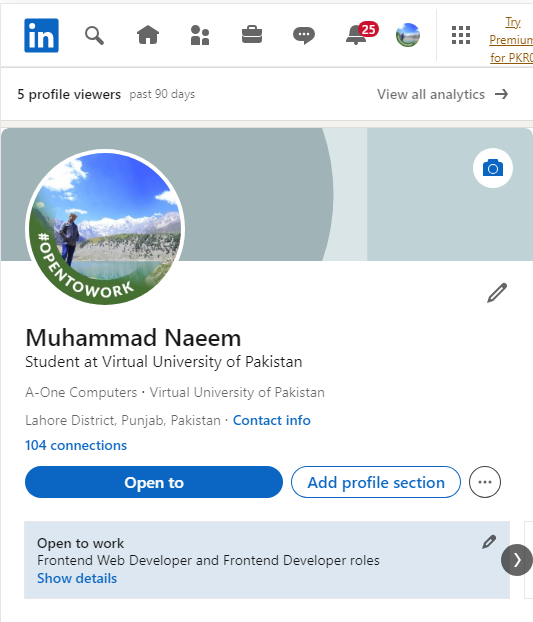 in
25
Try
Premium
for PKR0
5 profile viewers past 90 days
View all analytics →
#OPENTOWORK
Muhammad Naeem
Student at Virtual University of Pakistan
A-One Computers · Virtual University of Pakistan
Lahore District, Punjab, Pakistan · Contact info
104 connections
Open to
Add profile section
Open to work
Frontend Web Developer and Frontend Developer roles
Show details